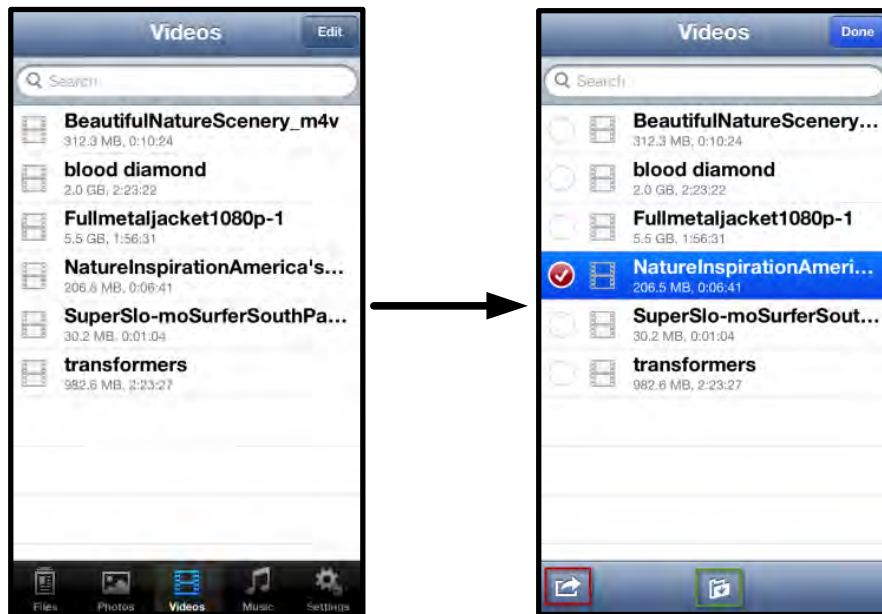 Videos
Edit
Search
BeautifulNatureScenery_m4v
312.3 MB, 0:10:24
blood diamond
2.0 GB, 2:23:22
Fullmetaljacket1080p-1
5.5 GB, 1:56:31
NatureInspirationAmerica's...
206.5 MB, 0:06:41
SuperSlo-moSurferSouthPa...
30.2 MB, 0:01:04
transformers
982.6 MB, 2:23:27
Files
Photos
Videos
Music
Settings
Videos
Done
Search
BeautifulNatureScenery...
312.3 MB, 0:10:24
blood diamond
2.0 GB, 2:23:22
Fullmetaljacket1080p-1
5.5 GB, 1:56:31
NatureInspirationAmeri...
206.5 MB, 0:06:41
SuperSlo-moSurferSout...
30.2 MB, 0:01:04
transformers
982.6 MB, 2:23:27